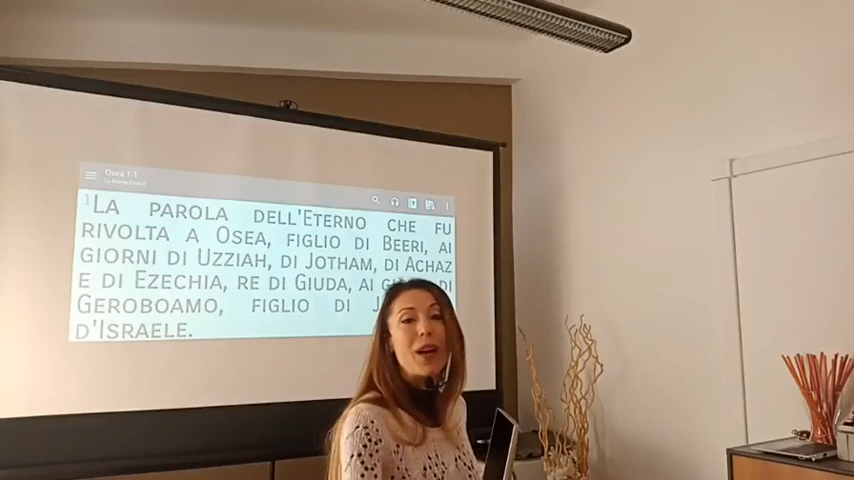 Osea 1:1
1LA PAROLA DELL'ETERNO CHE FU
RIVOLTA A OSEA, FIGLIO DI BEERI, AI
GIORNI DI UZZIAH, DI JOTHAM, DI ACHAZ
E DI EZECHIA, RE DI GIUDA, AI DI
GEROBOAMO, FIGLIO DI
D'ISRAELE.